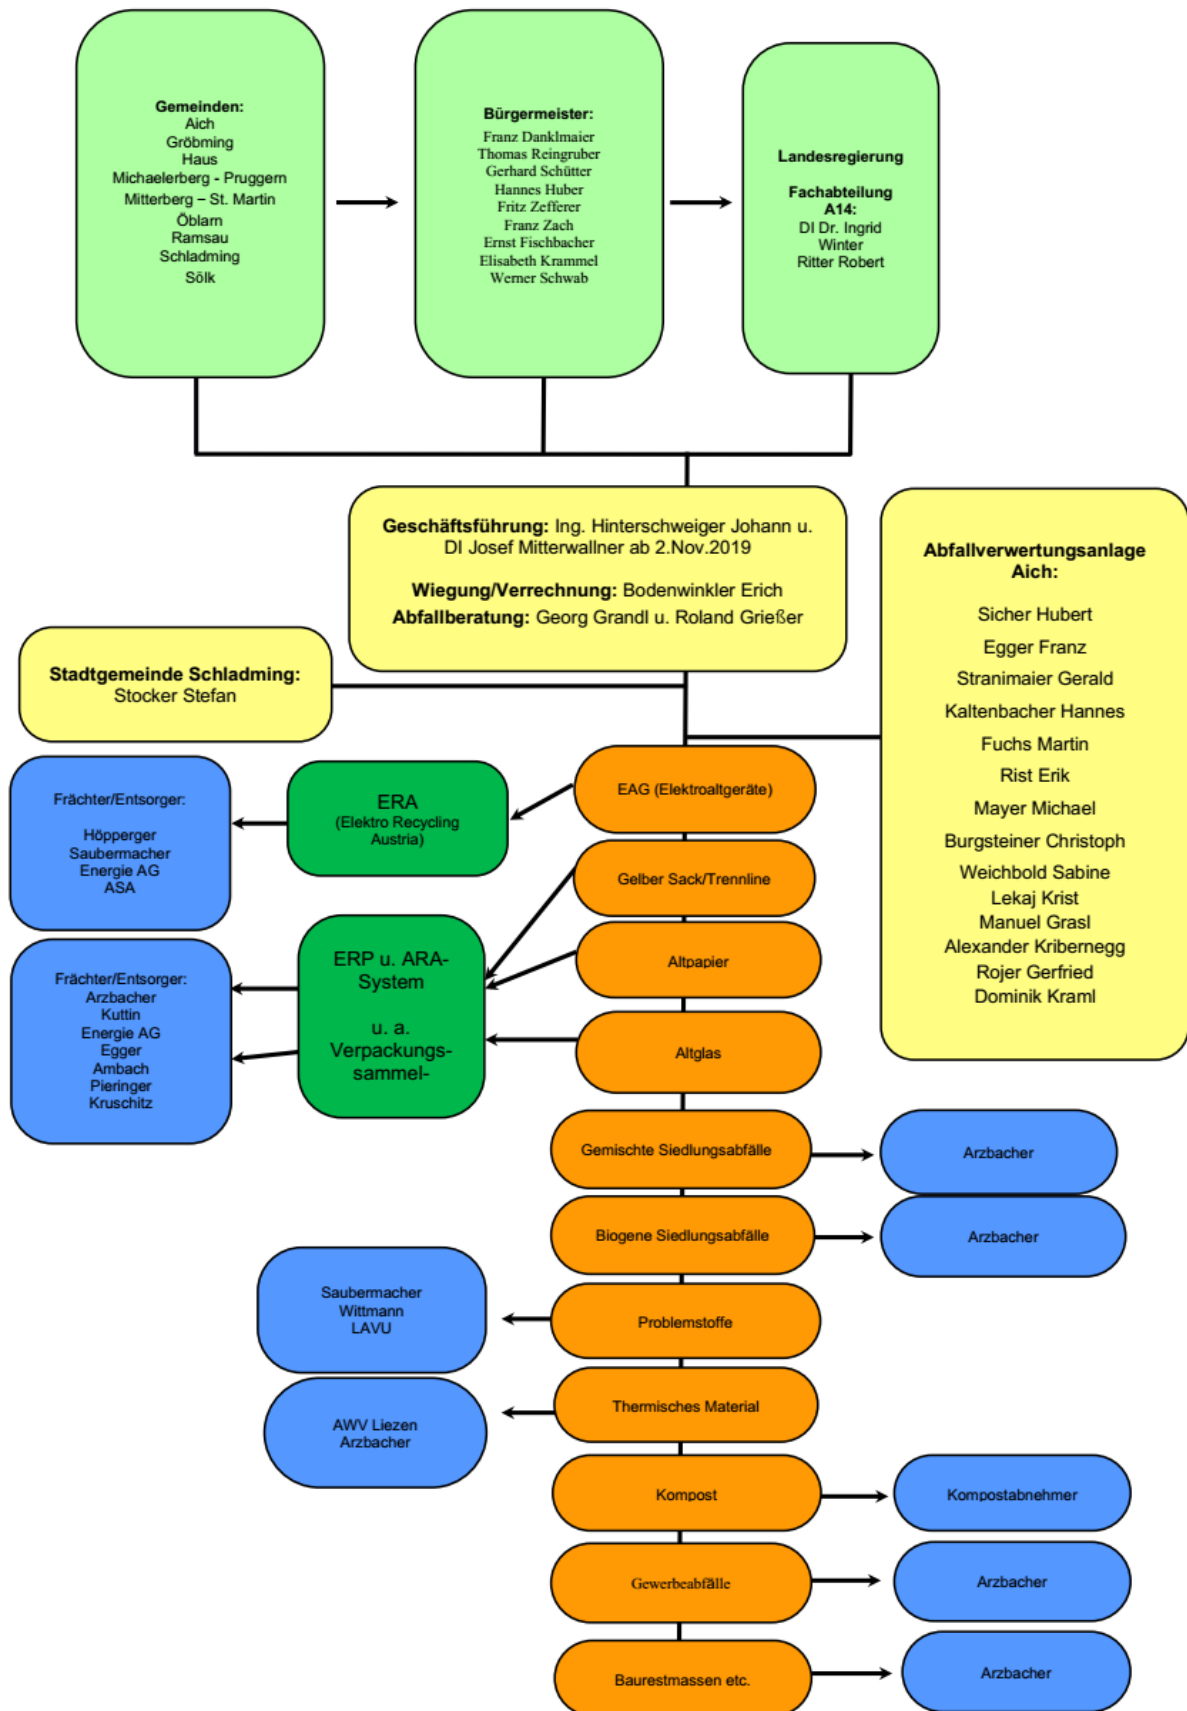 Gemeinden:
Aich
Gröbming
Haus
Michaelerberg - Pruggern
Mitterberg – St. Martin
Öblarn
Ramsau
Schladming
Sölk
Bürgermeister:
Franz Danklmaier
Thomas Reingruber
Gerhard Schütter
Hannes Huber
Fritz Zefferer
Franz Zach
Ernst Fischbacher
Elisabeth Krammel
Werner Schwab
Landesregierung
Fachabteilung
A14:
DI Dr. Ingrid
Winter
Ritter Robert
Geschäftsführung: Ing. Hinterschweiger Johann u.
DI Josef Mitterwallner ab 2.Nov.2019
Wiegung/Verrechnung: Bodenwinkler Erich
Abfallberatung: Georg Grandl u. Roland Grießer
Abfallverwertungsanlage
Aich:
Sicher Hubert
Egger Franz
Stranimaier Gerald
Kaltenbacher Hannes
Fuchs Martin
Rist Erik
Mayer Michael
Burgsteiner Christoph
Weichbold Sabine
Lekaj Krist
Manuel Grasl
Alexander Kribernegg
Rojer Gerfried
Dominik Kraml
Stadtgemeinde Schladming:
Stocker Stefan
EAG (Elektroaltgeräte)
ERA
(Elektro Recycling
Austria)
Frächter/Entsorger:
Höpperger
Saubermacher
Energie AG
ASA
Gelber Sack/Trennline
Altpapier
Altglas
ERP u. ARA-
System
u. a.
Verpackungs-
sammel-
Frächter/Entsorger:
Arzbacher
Kuttin
Energie AG
Egger
Ambach
Pieringer
Kruschitz
Gemischte Siedlungsabfälle
Arzbacher
Biogene Siedlungsabfälle
Arzbacher
Problemstoffe
Saubermacher
Wittmann
LAVU
Thermisches Material
AWV Liezen
Arzbacher
Kompost
Kompostabnehmer
Gewerbeabfälle
Arzbacher
Baurestmassen etc.
Arzbacher